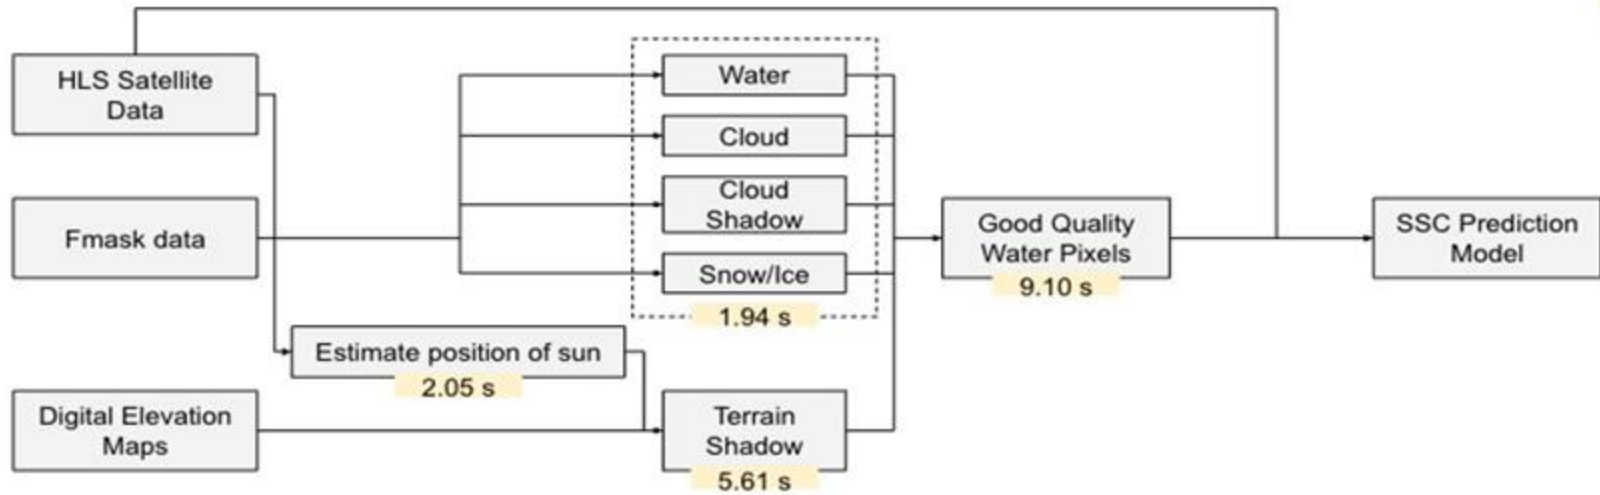 HLS Satellite
Data
Fmask data
Digital Elevation
Maps
Estimate position of sun
2.05 s
Water
Cloud
Cloud
Shadow
Snow/Ice
1.94 s
Terrain
Shadow
5.61 s
Good Quality
Water Pixels
9.10 s
SSC Prediction
Model